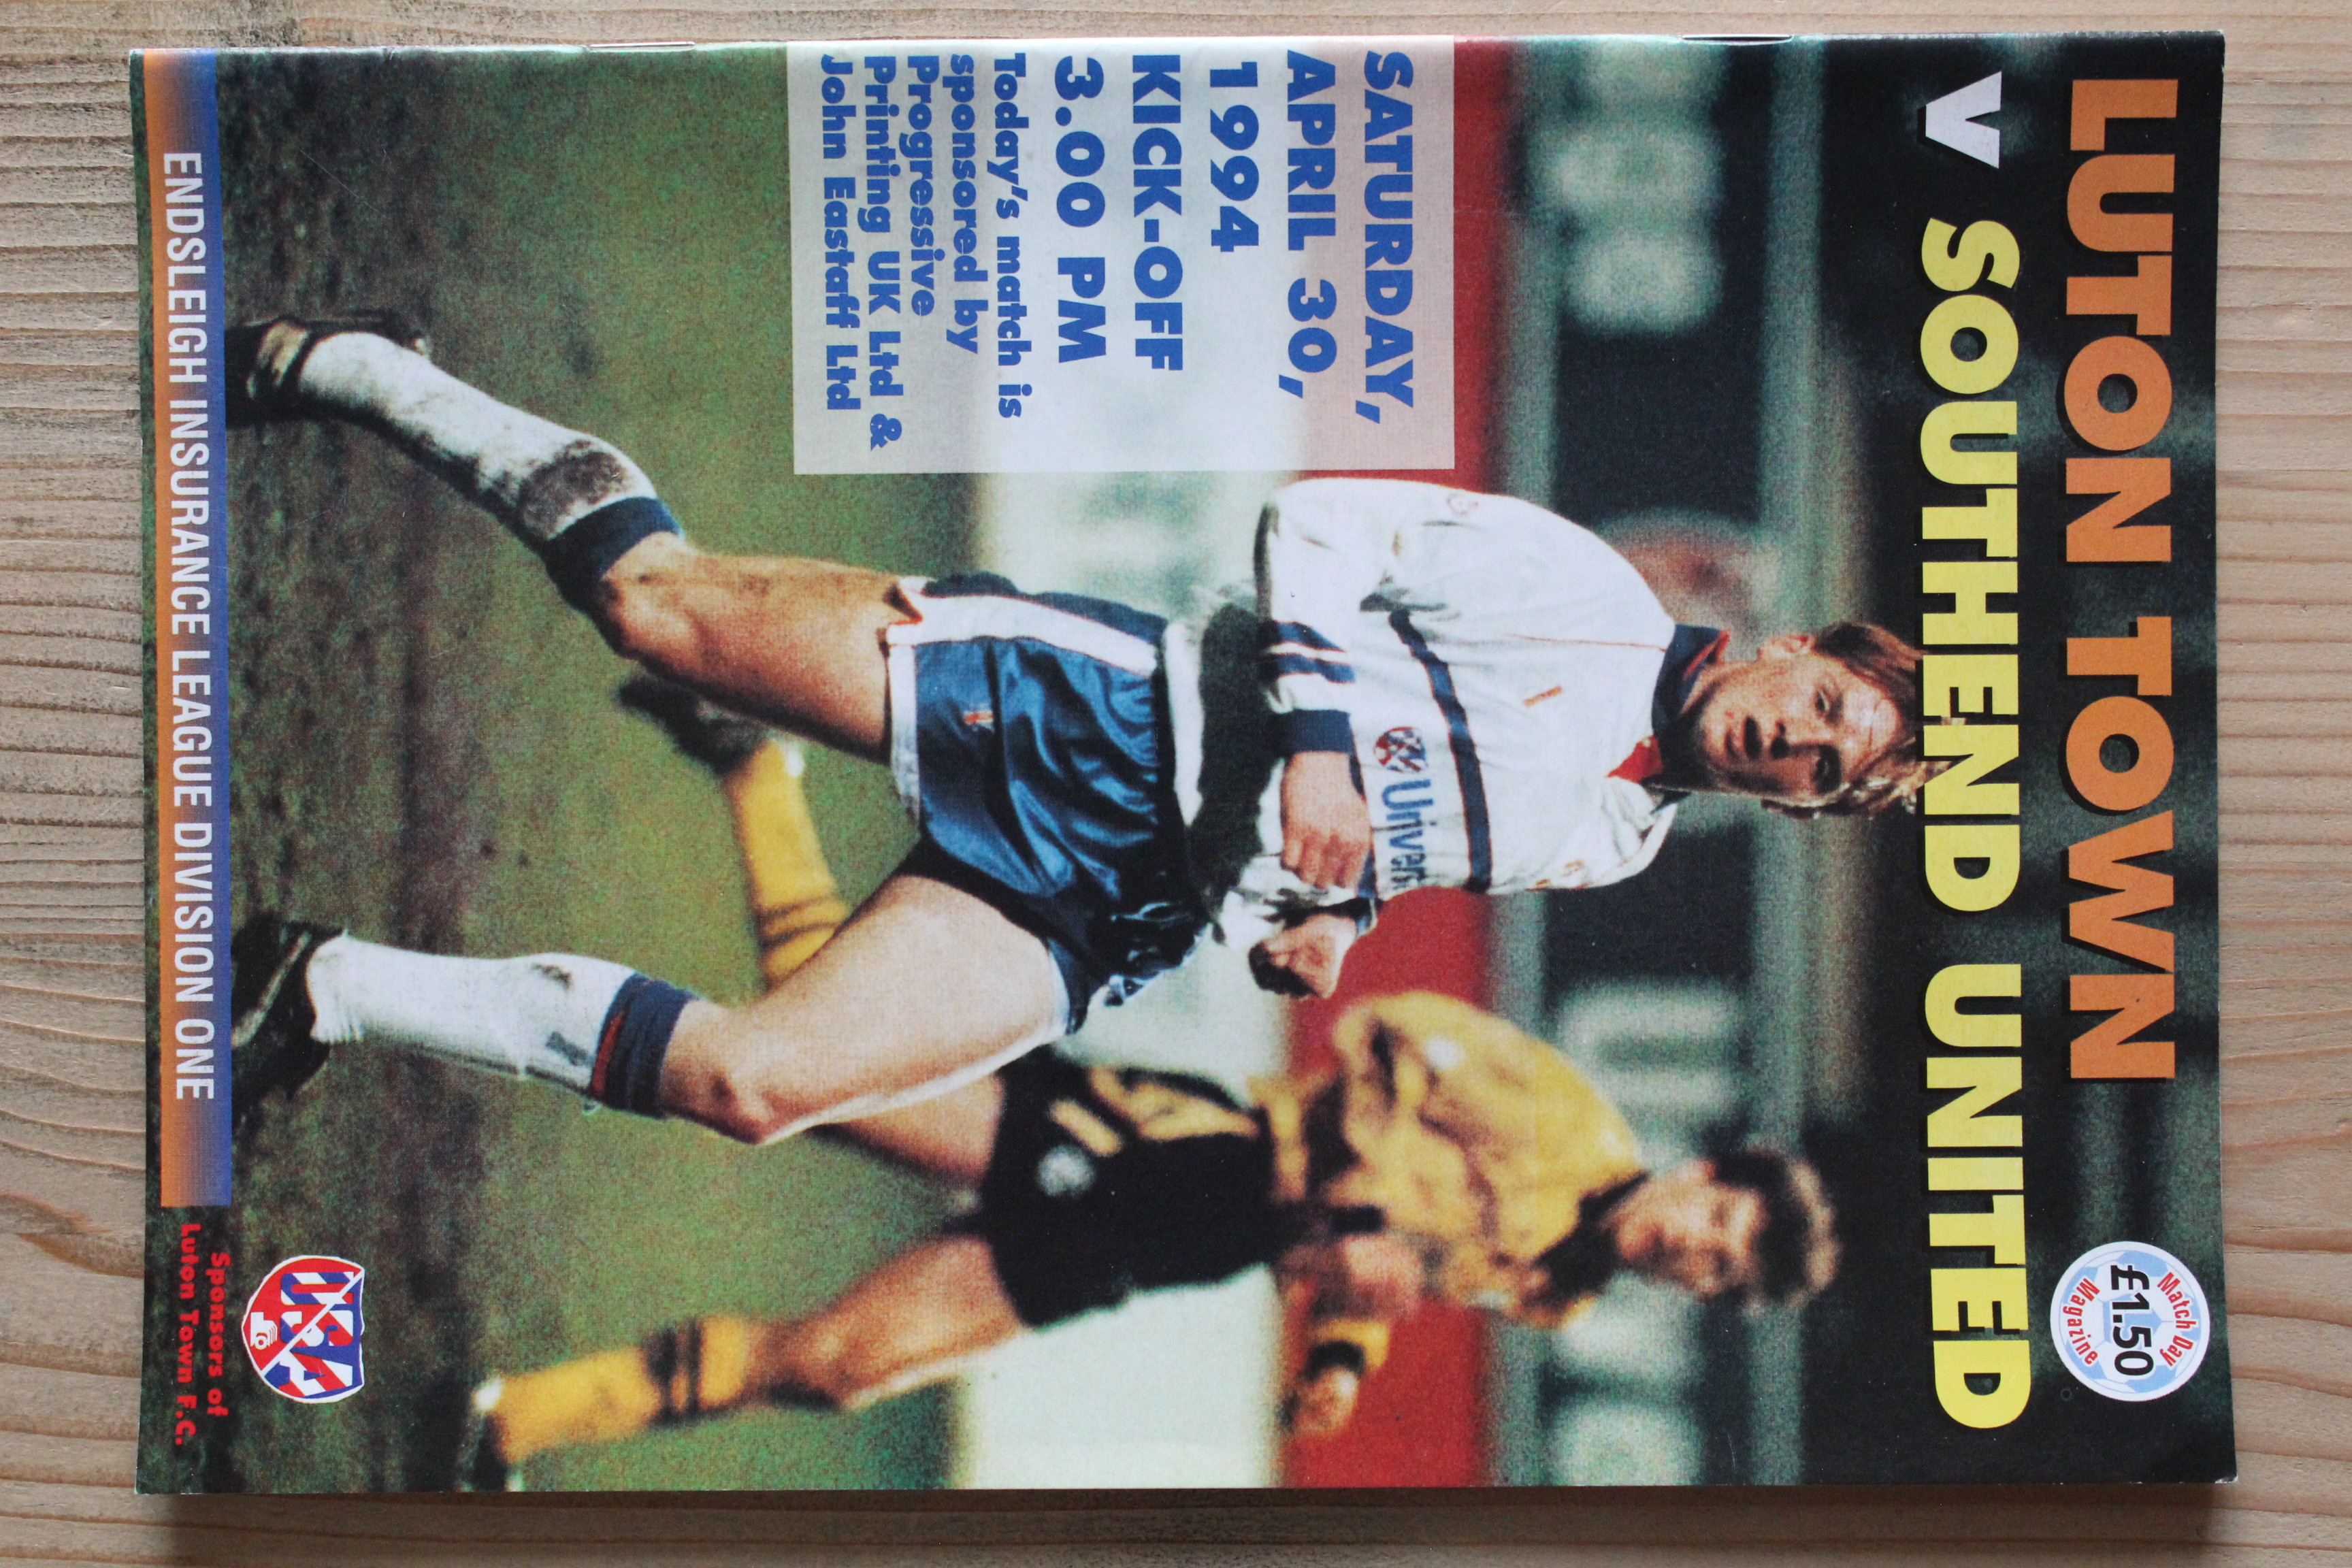 LUTON TOWN
V SOUTHEND UNITED
Match Day
£1.50
Magazine
SATURDAY,
APRIL 30,
1994
KICK-OFF
3.00 PM
Today's match is
sponsored by
Progressive
Printing UK Ltd &
John Eastaff Ltd
Univers
USA
Sponsors of
Luton Town F.C.
ENDSLEIGH INSURANCE LEAGUE DIVISION ONE